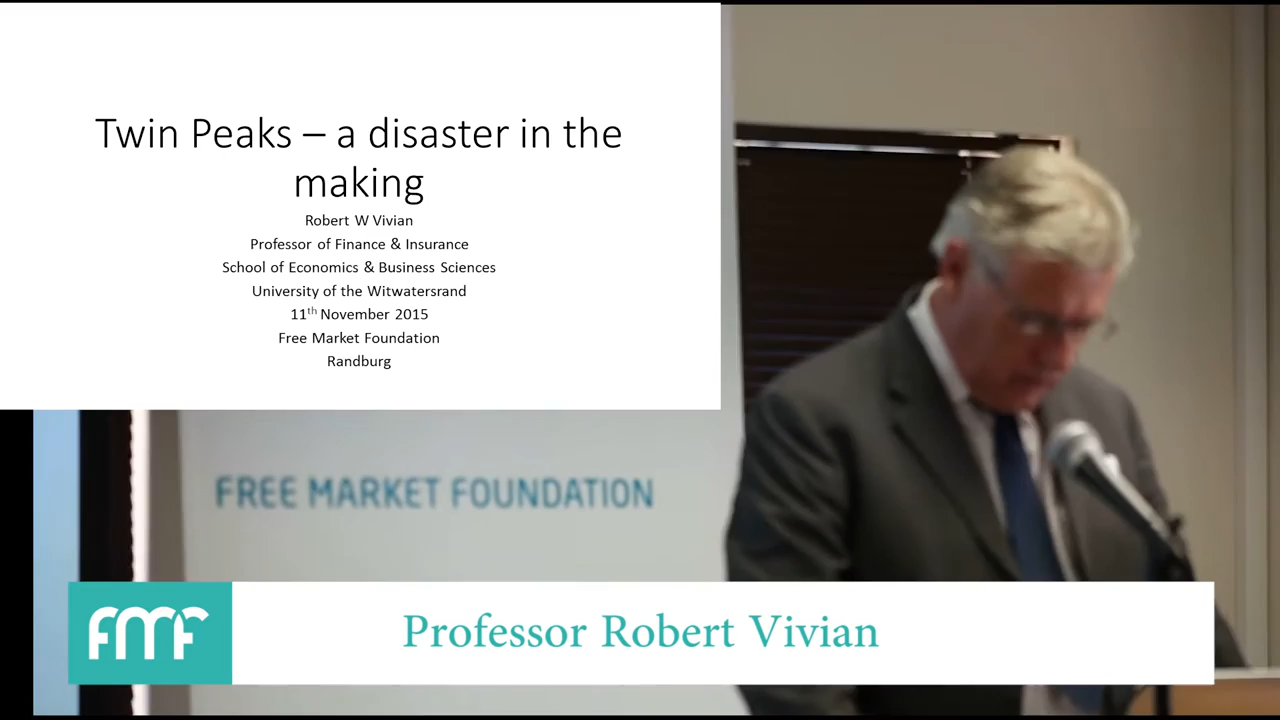 Twin Peaks – a disaster in the
making
Robert W Vivian
Professor of Finance & Insurance
School of Economics & Business Sciences
University of the Witwatersrand
11th November 2015
Free Market Foundation
Randburg
FREE MARKET FOUNDATION
FMF
Professor Robert Vivian